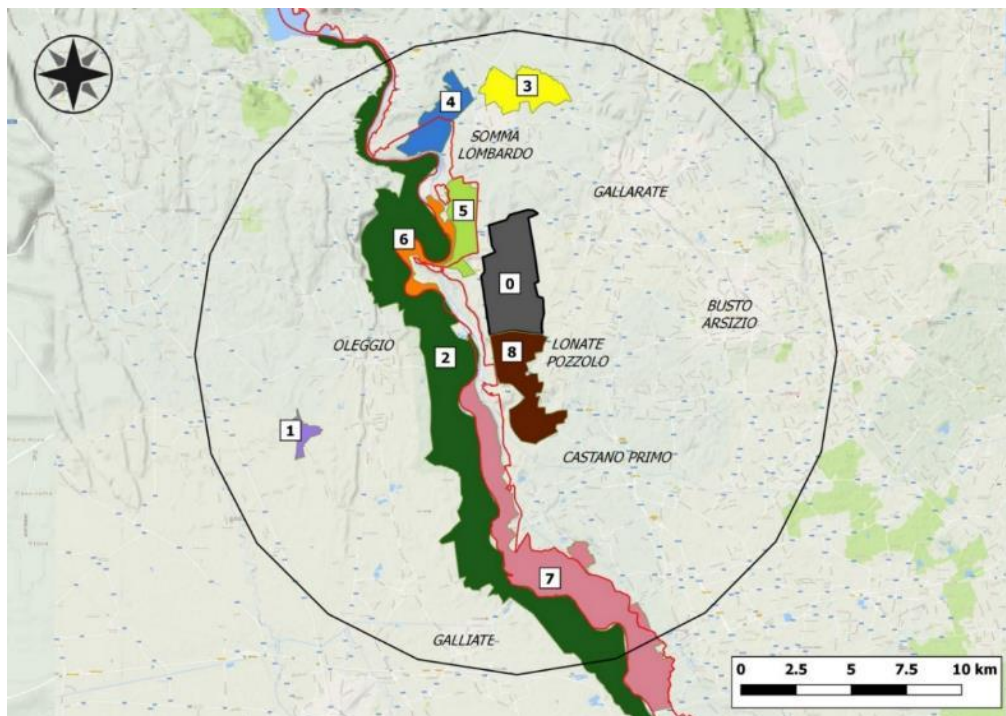 3
4
SOMMA
LOMBARDO
GALLARATE
5
6
0
BUSTO
ARSIZIO
OLEGGIO
2
8
LONATE
POZZOLO
1
CASTANO PRIMO
7
GALLIATE
0 2.5 5 7.5 10 km